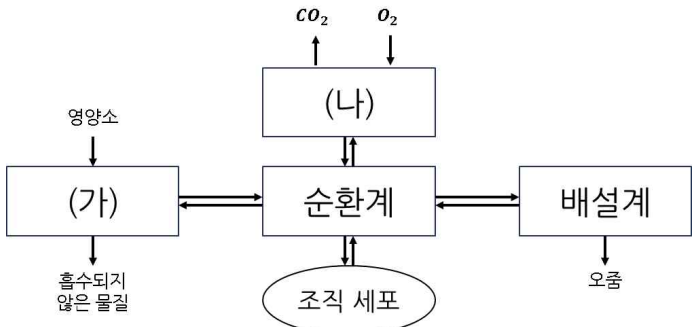 CO₂ O₂
(나)
영양소
(가)
순환계
배설계
흡수되지
않은 물질
조직 세포
오줌